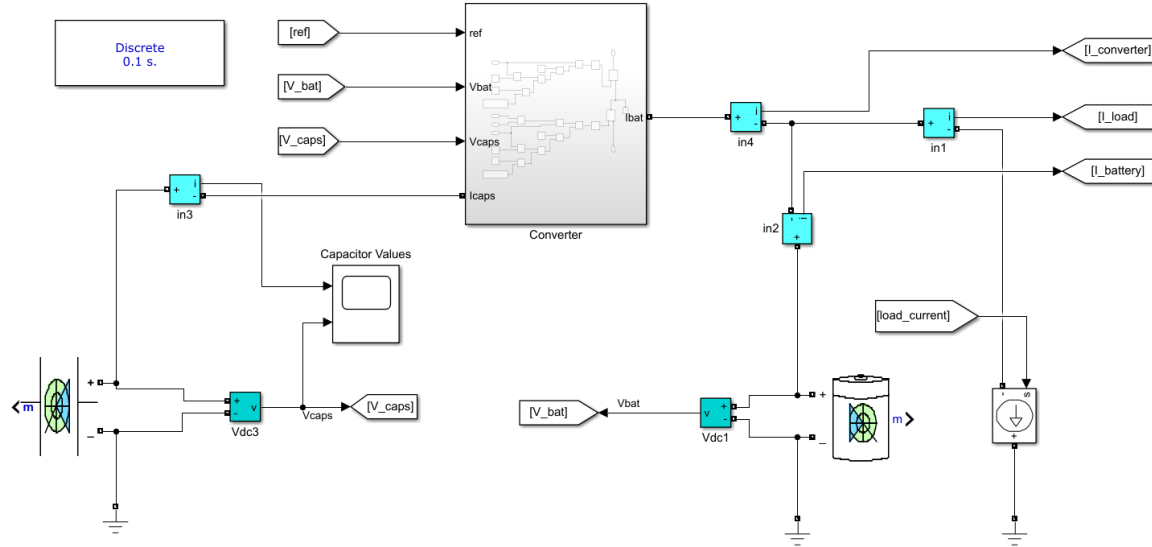 Discrete
0.1 s.
[ref]
[V_bat]
[V_caps]
ref
Vbat
Vcaps
Icaps
Ibat
Converter
+
i
-
in4
+
i
-
in1
[I_converter]
[I_load]
[I_battery]
+
i
-
in3
-
i
+
in2
Capacitor Values
[load_current]
m
+
_
+
-
v
Vdc3
Vcaps
[V_caps]
[V_bat]
Vbat
v
+
-
Vdc1
+
_
m
-
s
+